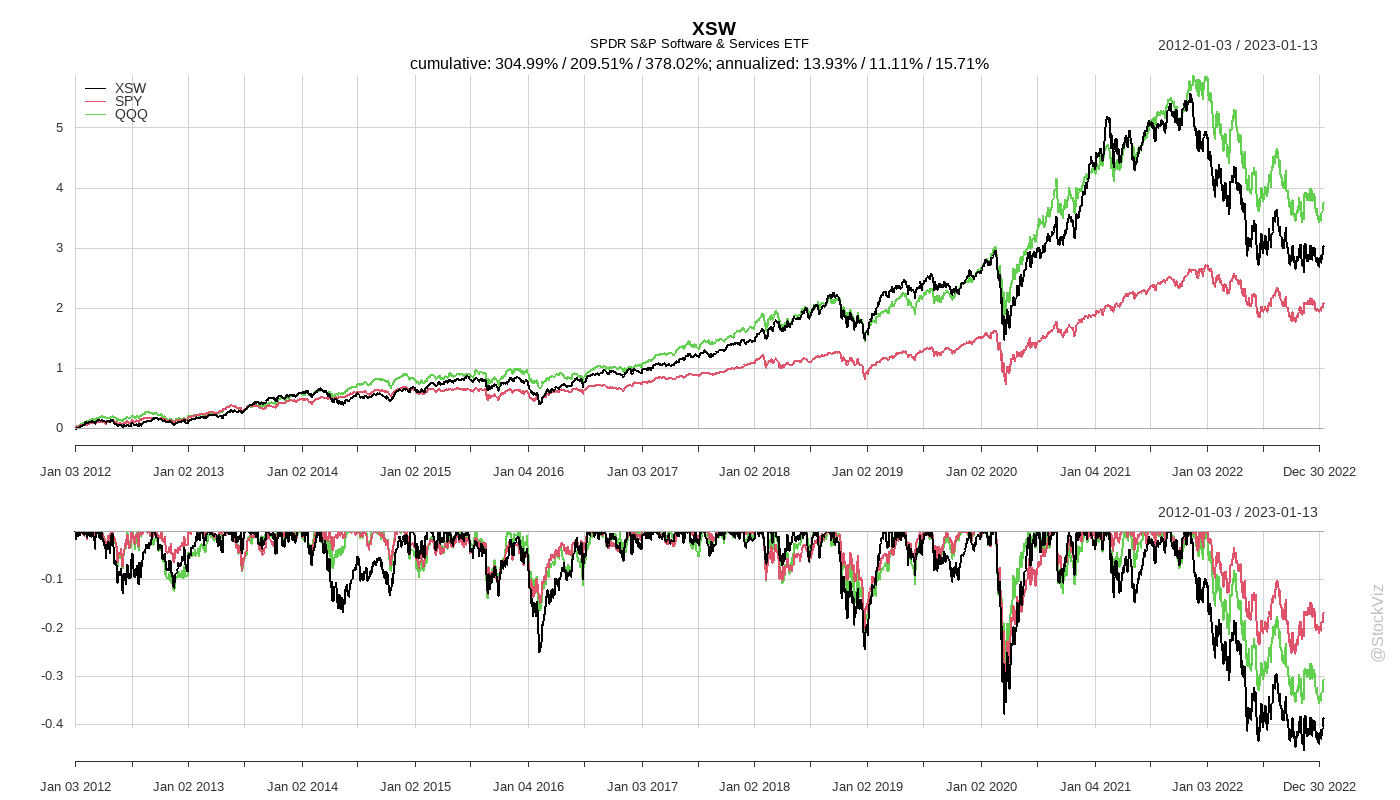 XSW
SPDR S&P Software & Services ETF
2012-01-03 / 2023-01-13
cumulative: 304.99% / 209.51% / 378.02%; annualized: 13.93% / 11.11% / 15.71%
XSW
SPY
QQQ
5
4
3
2
1
0
Jan 03 2012 Jan 02 2013 Jan 02 2014 Jan 02 2015 Jan 04 2016 Jan 03 2017 Jan 02 2018 Jan 02 2019 Jan 02 2020 Jan 04 2021 Jan 03 2022 Dec 30 2022
2012-01-03 / 2023-01-13
-0.1
-0.2
-0.3
-0.4
Jan 03 2012 Jan 02 2013 Jan 02 2014 Jan 02 2015 Jan 04 2016 Jan 03 2017 Jan 02 2018 Jan 02 2019 Jan 02 2020 Jan 04 2021 Jan 03 2022 Dec 30 2022
@StockViz